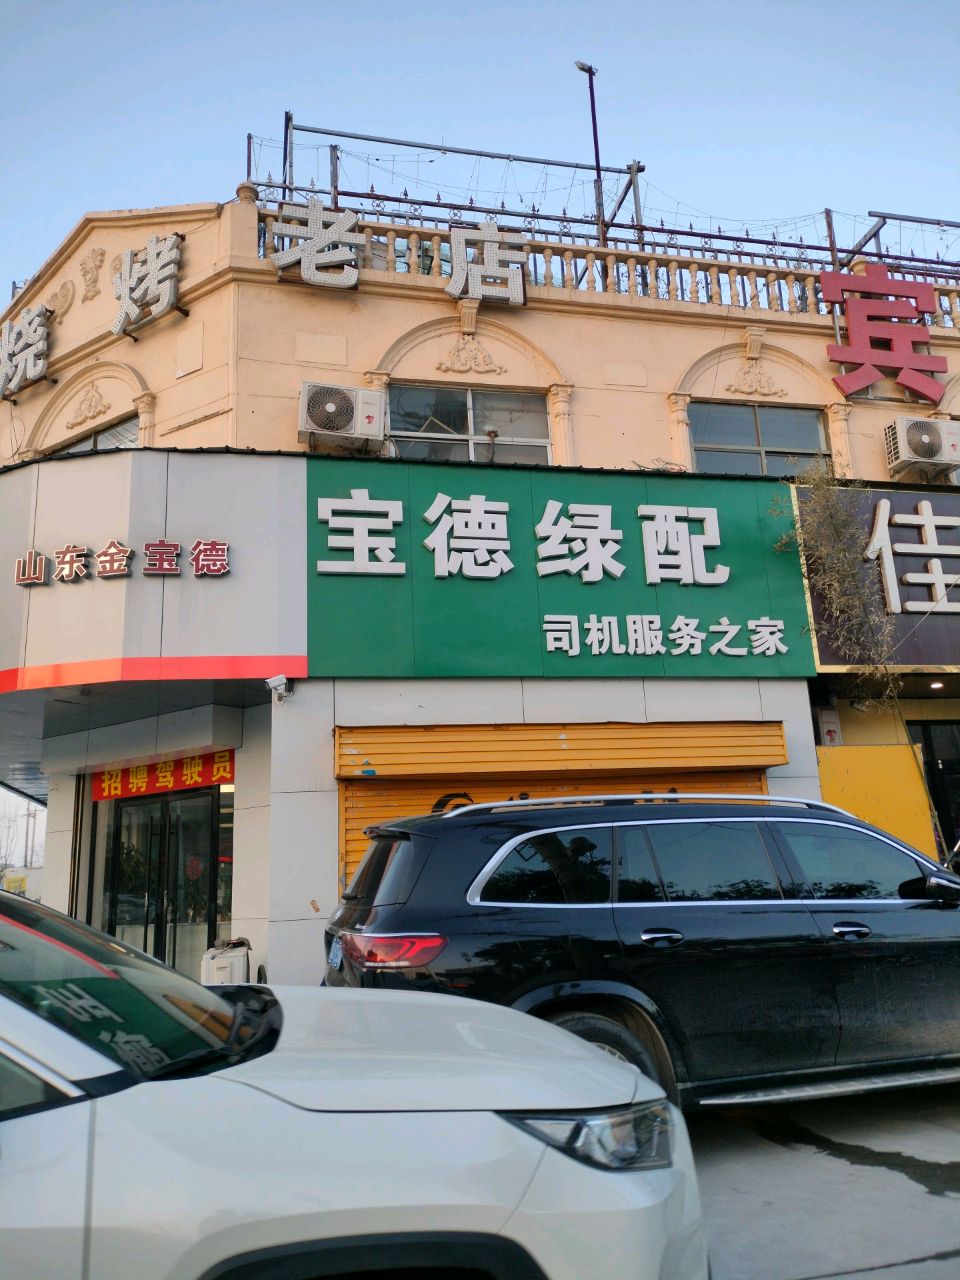 烧烤老店
宾
山东金宝德
宝德绿配
司机服务之家
佳
招聘驾驶员